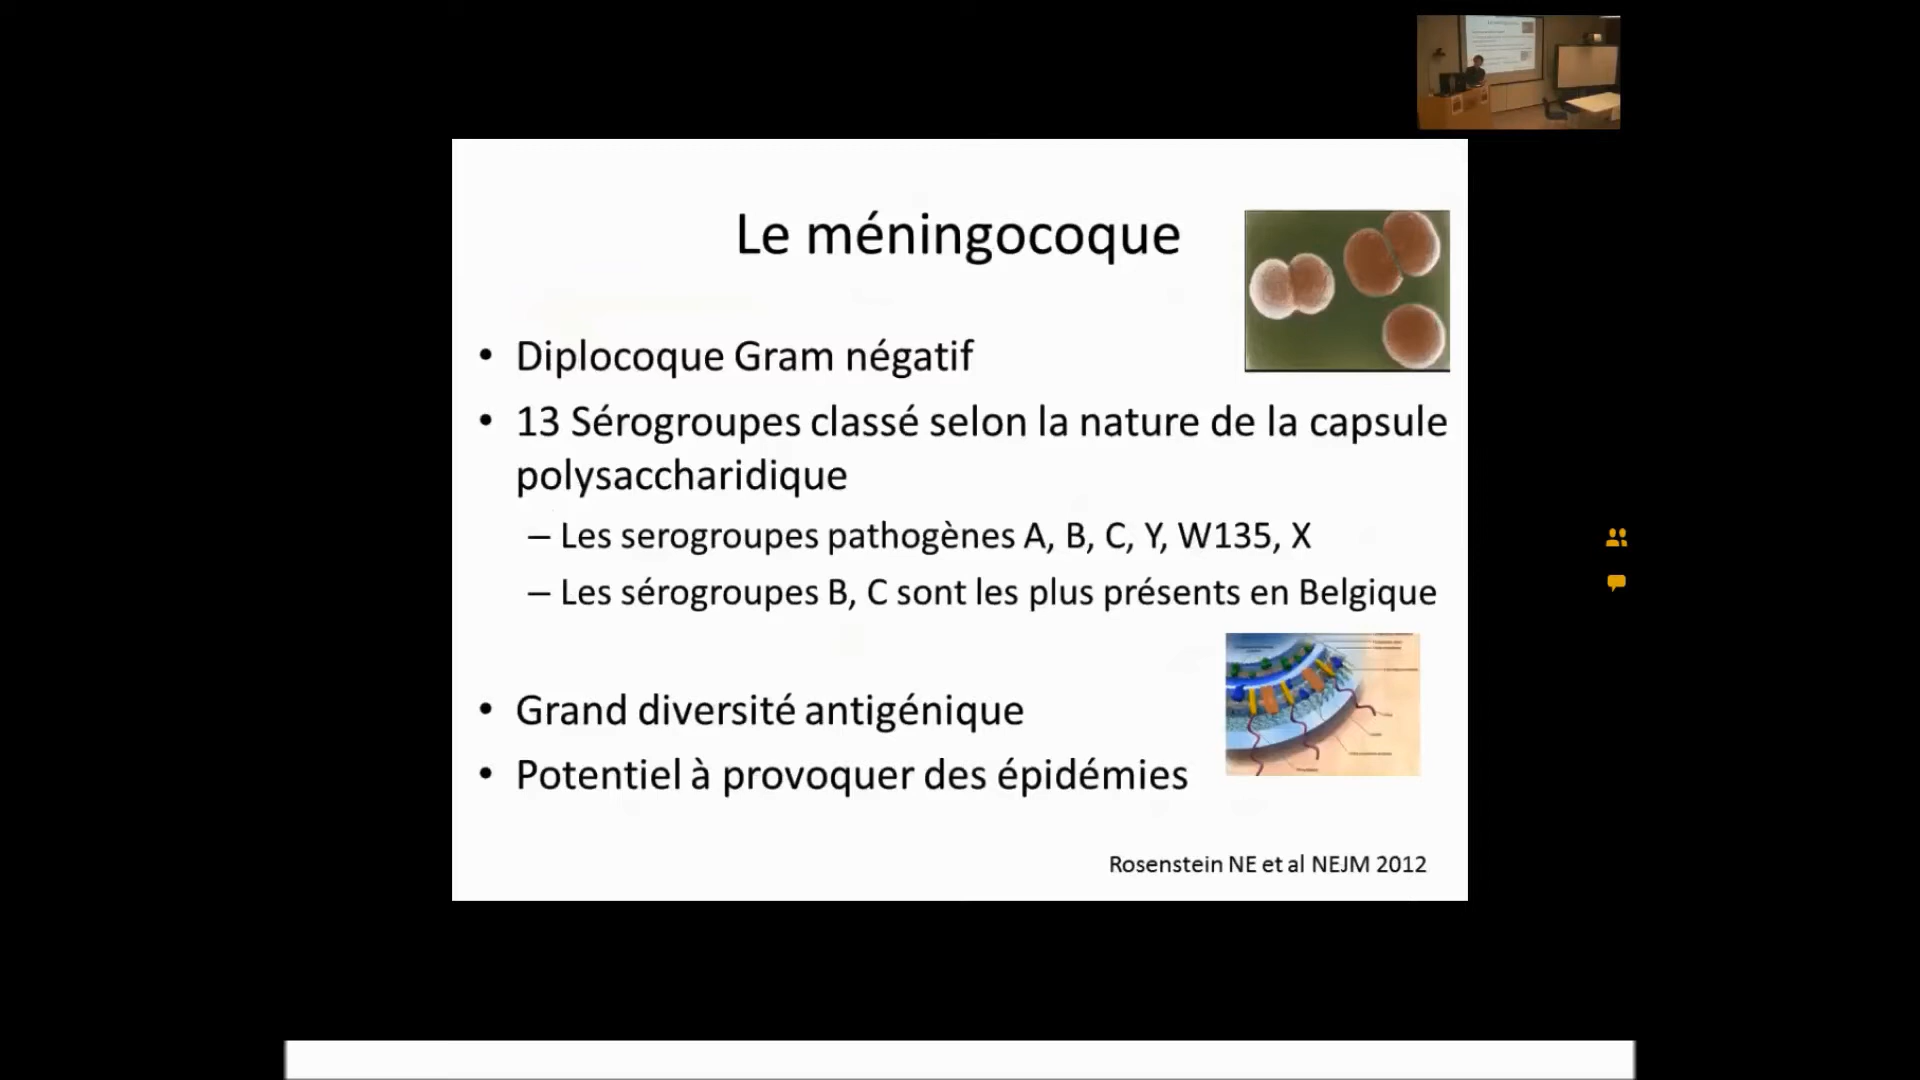 Le méningocoque
• Diplocoque Gram négatif
• 13 Sérogroupes classé selon la nature de la capsule
polysaccharidique
– Les serogroupes pathogènes A, B, C, Y, W135, X
– Les sérogroupes B, C sont les plus présents en Belgique
• Grand diversité antigénique
• Potentiel à provoquer des épidémies
Rosenstein NE et al NEJM 2012